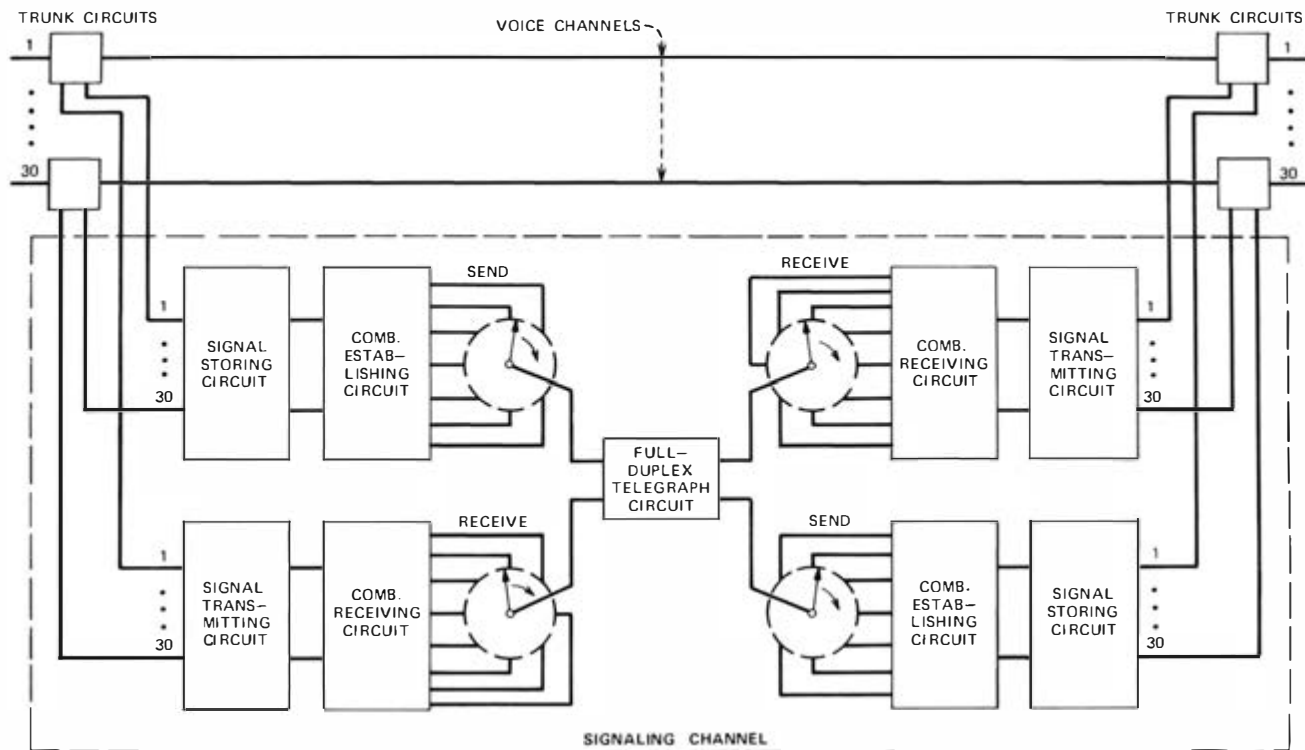 TRUNK CIRCUITS
VOICE CHANNELS
TRUNK CIRCUITS
1
1
30
30
SEND
RECEIVE
1
30
SIGNAL
STORING
CIRCUIT
COMB.
ESTAB–
LISHING
CIRCUIT
COMB.
RECEIVING
CIRCUIT
SIGNAL
TRANS–
MITTING
CIRCUIT
1
30
FULL–
DUPLEX
TELEGRAPH
CIRCUIT
RECEIVE
SEND
1
30
SIGNAL
TRANS–
MITTING
CIRCUIT
COMB.
RECEIVING
CIRCUIT
COMB.
ESTAB–
LISHING
CIRCUIT
SIGNAL
STORING
CIRCUIT
1
30
SIGNALING CHANNEL